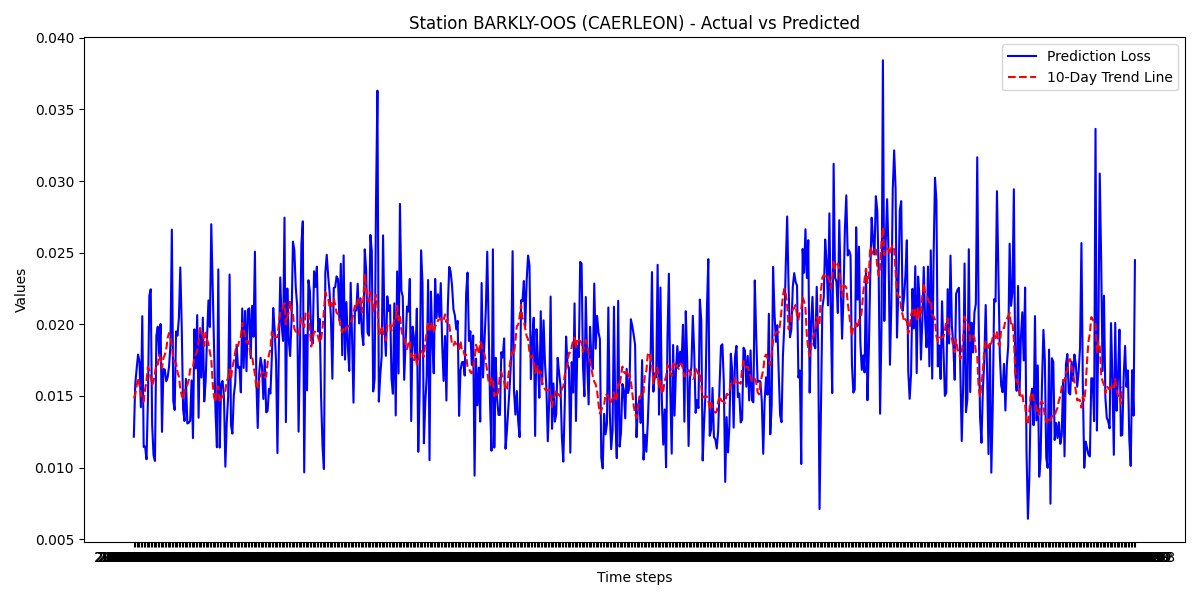 Station BARKLY-OOS (CAERLEON) - Actual vs Predicted
0.040
0.035
0.030
0.025
0.020
0.015
0.010
0.005
Values
Prediction Loss
10-Day Trend Line
Time steps